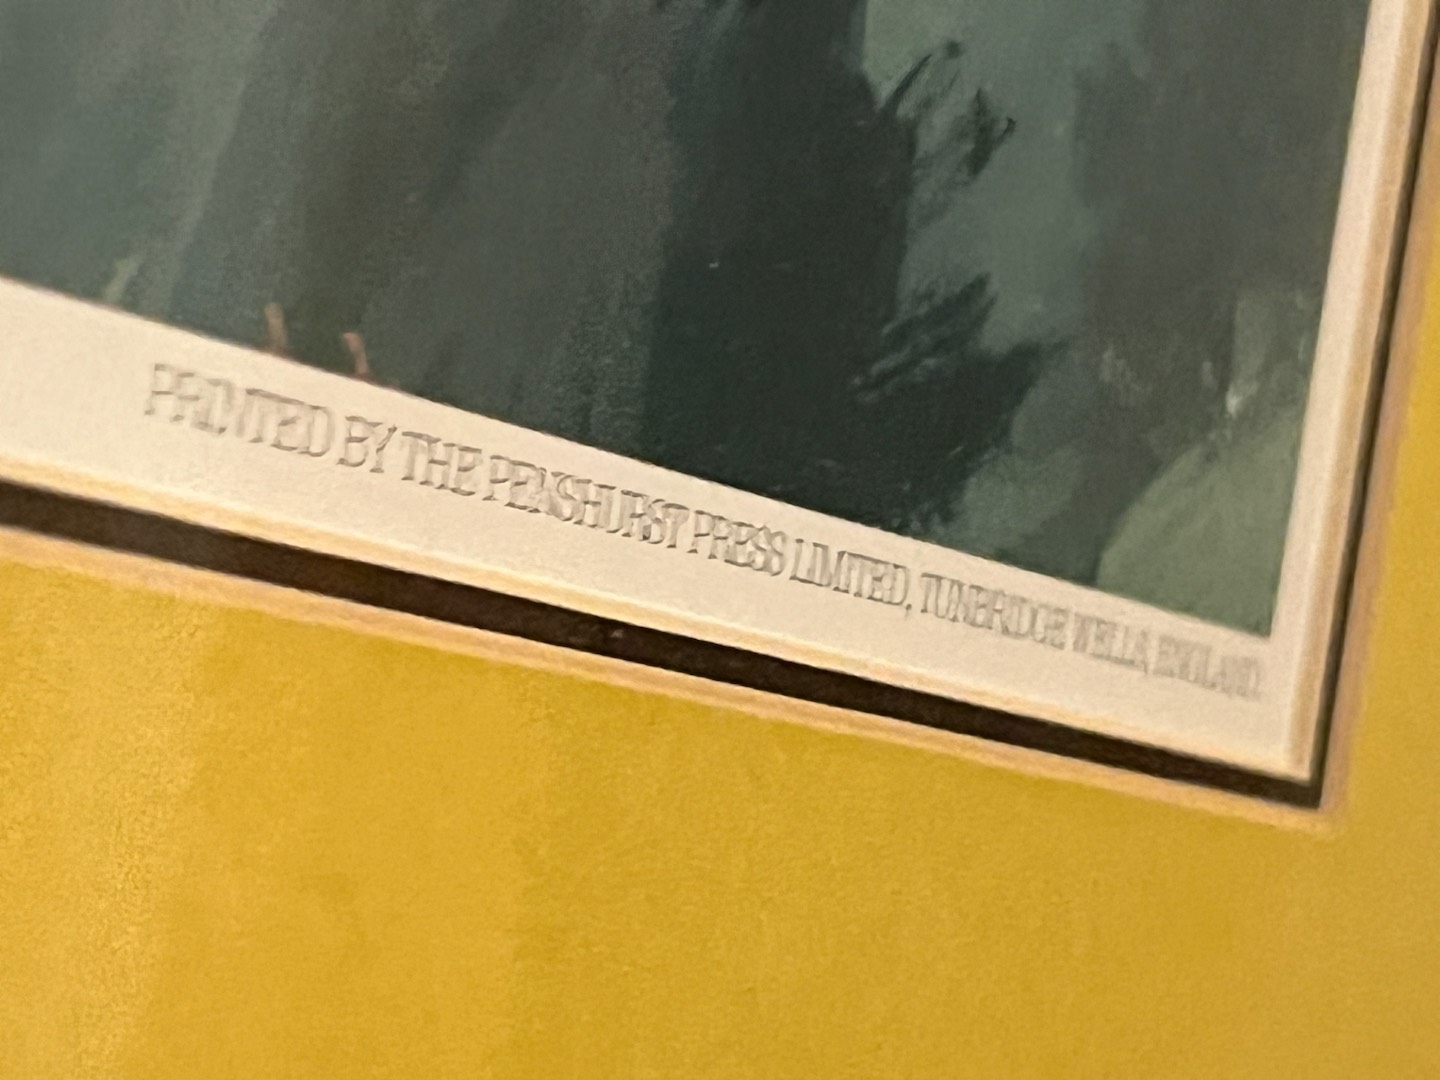 PRINTED BY THE PENSHURST PRESS LIMITED, TUNBRIDGE WELLS, ENGLAND.